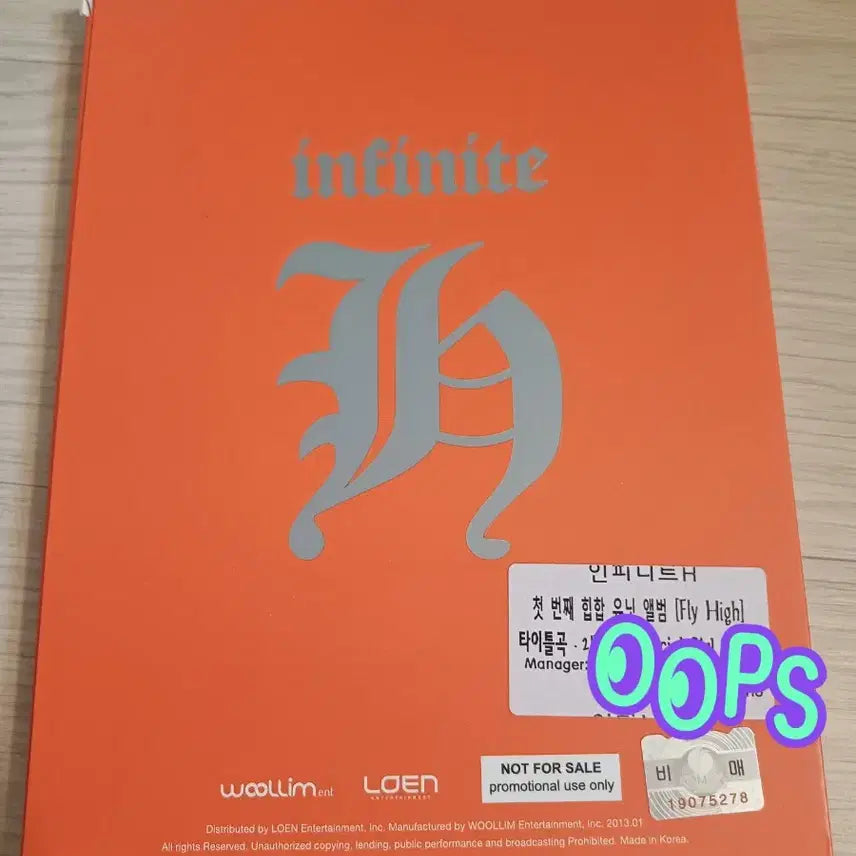 infinite
H
인피니트H
첫 번째 힙합 유닛 앨범 [Fly High]
타이틀곡 -
Manager:
OOPS
WOOLLIM ent
LOEN
ENTERTAINMENT
NOT FOR SALE
promotional use only
비 매
19075278
Distributed by LOEN Entertainment, Inc. Manufactured by WOOLLIM Entertainment, Inc. 2013.01
All rights Reserved. Unauthorized copying, lending, public performance and broadcasting Prohibited. Made in Korea.